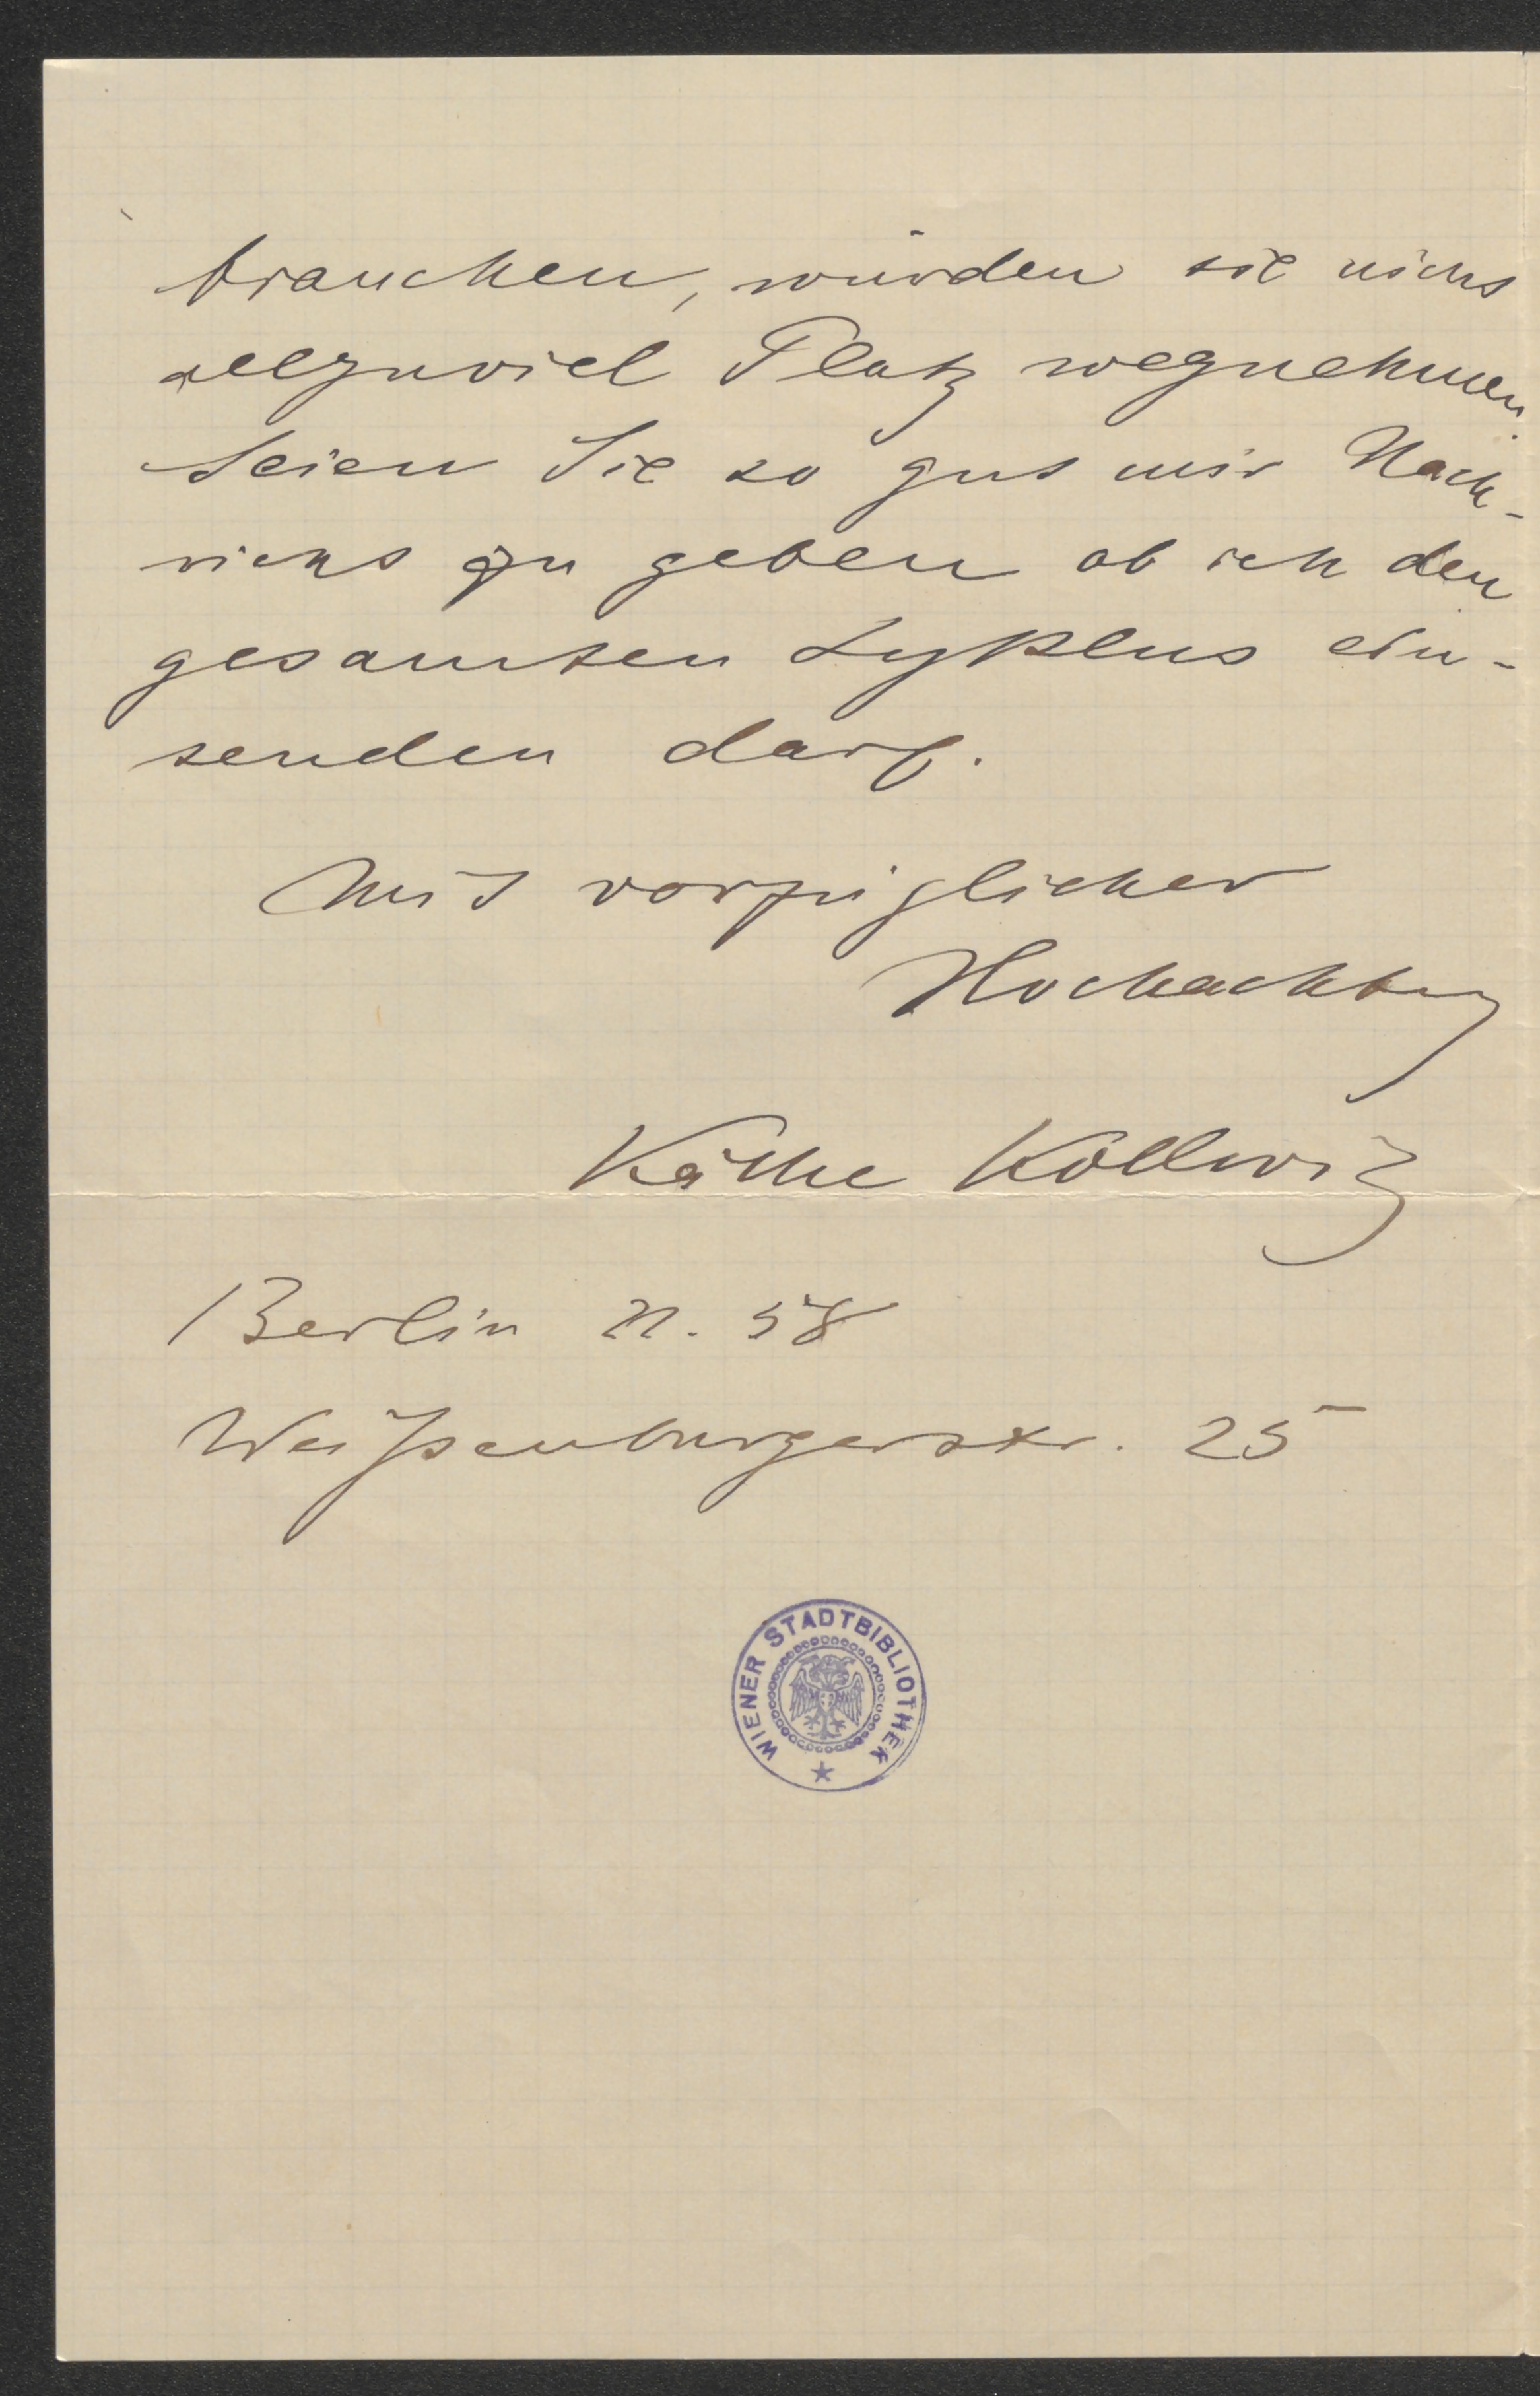 brauchen, würden sie nicht
allzuviel Platz wegnehmen.
Seien Sie so gut mir Nach-
richt zu geben ob ich den
gesamten Zyklus ein-
senden darf.
Mit vorzüglicher
Hochachtung
Käthe Kollwitz
Berlin N. 58
Weißenburgerstr. 25
WIENER STADTBIBLIOTHEK